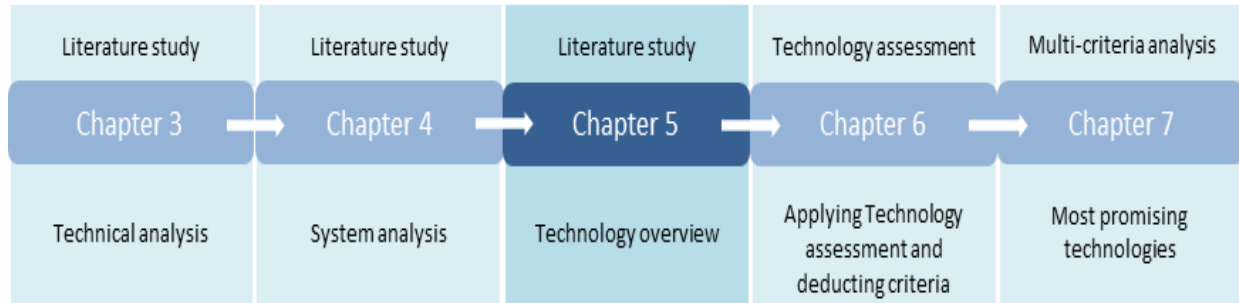 Literature study
Literature study
Literature study
Technology assessment
Multi-criteria analysis
Chapter 3
Chapter 4
Chapter 5
Chapter 6
Chapter 7
Technical analysis
System analysis
Technology overview
Applying Technology
assessment and
deducting criteria
Most promising
technologies